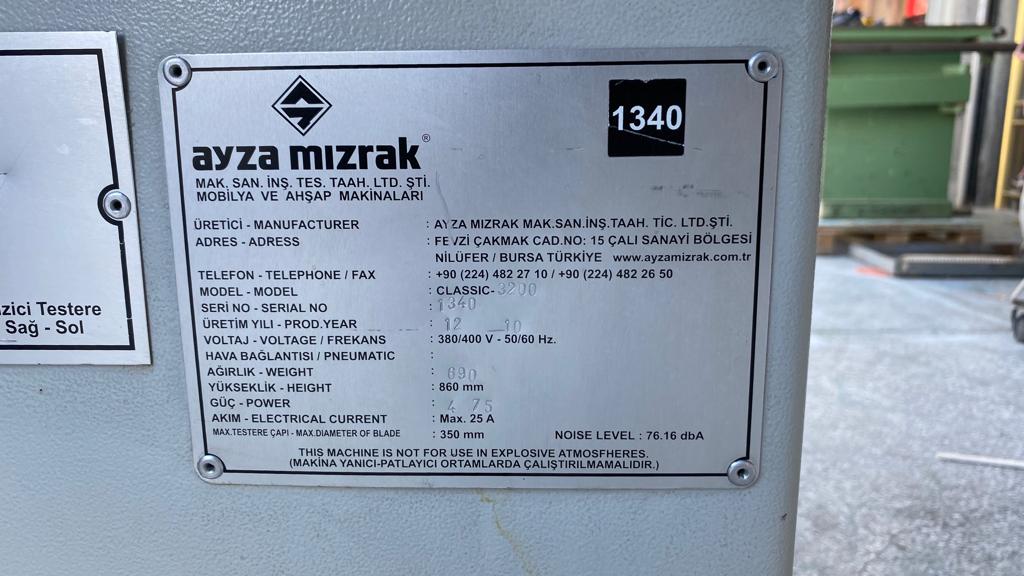 ızici Testere
Sağ - Sol
1340
ayza mızrak®
MAK. SAN. İNŞ. TES. TAAH. LTD. ŞTİ.
MOBİLYA VE AHŞAP MAKİNALARI
ÜRETİCİ - MANUFACTURER : AYZA MIZRAK MAK.SAN.İNŞ.TAAH. TİC. LTD.ŞTİ.
ADRES - ADRESS : FEVZİ ÇAKMAK CAD.NO: 15 ÇALI SANAYİ BÖLGESİ
NİLÜFER / BURSA TÜRKİYE www.ayzamizrak.com.tr
TELEFON - TELEPHONE / FAX : +90 (224) 482 27 10 / +90 (224) 482 26 50
MODEL - MODEL : CLASSIC-3200
SERİ NO - SERIAL NO : 1340
ÜRETİM YILI - PROD.YEAR : 12 10
VOLTAJ - VOLTAGE / FREKANS : 380/400 V - 50/60 Hz.
HAVA BAĞLANTISI / PNEUMATIC :
AĞIRLIK - WEIGHT : 690
YÜKSEKLİK - HEIGHT : 860 mm
GÜÇ - POWER : 4 75
AKIM - ELECTRICAL CURRENT : Max. 25 A
MAX.TESTERE ÇAPI - MAX.DIAMETER OF BLADE : 350 mm NOISE LEVEL : 76.16 dbA
THIS MACHINE IS NOT FOR USE IN EXPLOSIVE ATMOSFHERES.
(MAKİNA YANICI-PATLAYICI ORTAMLARDA ÇALIŞTIRILMAMALIDIR.)